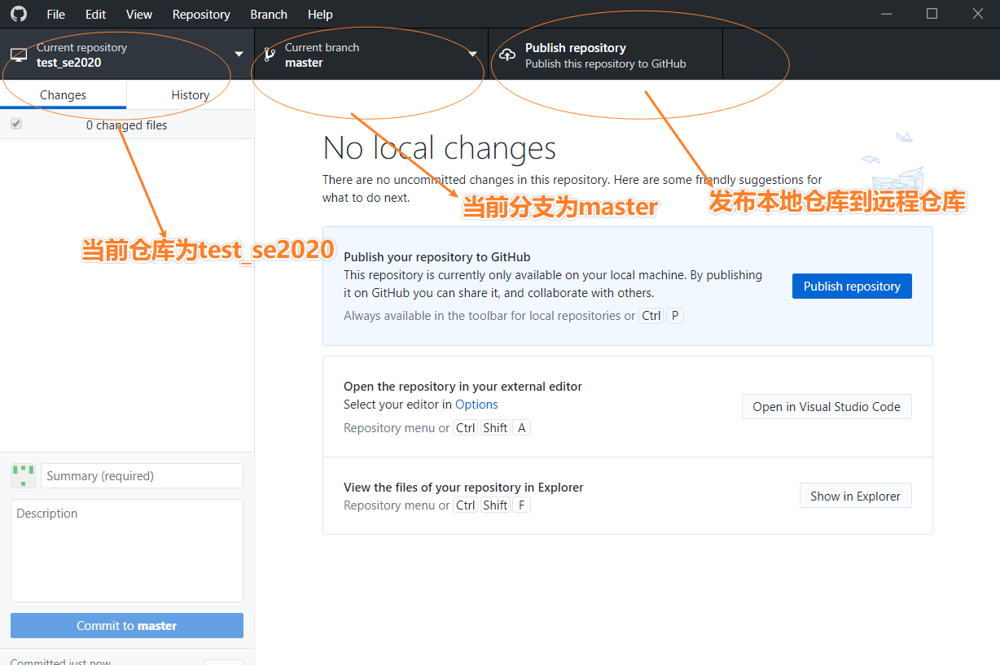 File Edit View Repository Branch Help
Current repository
test_se2020
Current branch
master
Publish repository
Publish this repository to GitHub
Changes
History
0 changed files
No local changes
There are no uncommitted changes in this repository. Here are some friendly suggestions for
what to do next.
当前分支为master
发布本地仓库到远程仓库
当前仓库为test_se2020
Publish your repository to GitHub
This repository is currently only available on your local machine. By publishing
it on GitHub you can share it, and collaborate with others.
Always available in the toolbar for local repositories or Ctrl P
Publish repository
Open the repository in your external editor
Select your editor in Options
Repository menu or Ctrl Shift A
Open in Visual Studio Code
View the files of your repository in Explorer
Repository menu or Ctrl Shift F
Show in Explorer
Summary (required)
Description
Commit to master
Committed just now